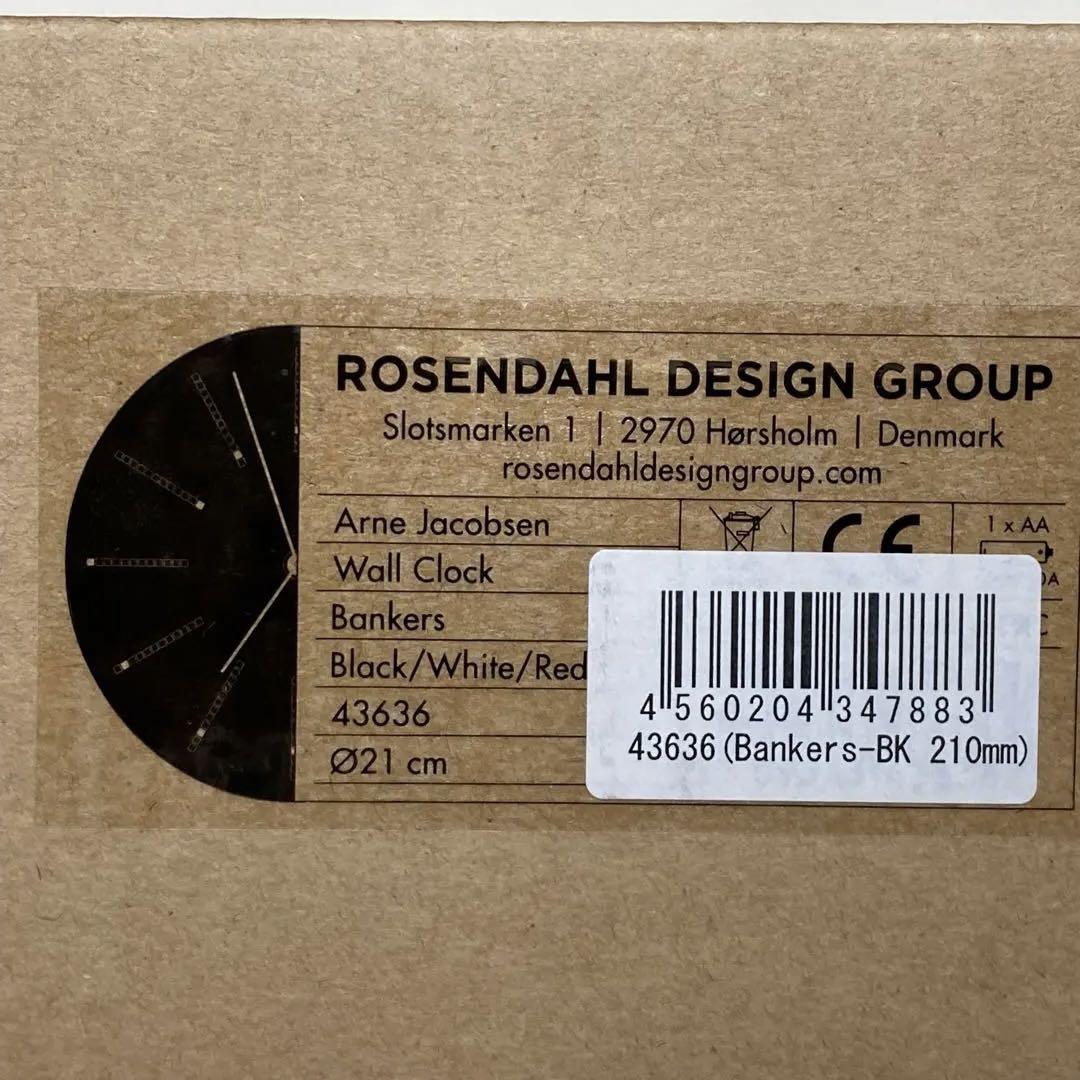 ROSENDAHL DESIGN GROUP
Slotsmarken 1 | 2970 Hørsholm | Denmark
rosendahldesigngroup.com
Arne Jacobsen
Wall Clock
Bankers
Black/White/Red
43636
Ø21 cm
CE
1 x AA
4 560204 347883
43636(Bankers-BK 210mm)